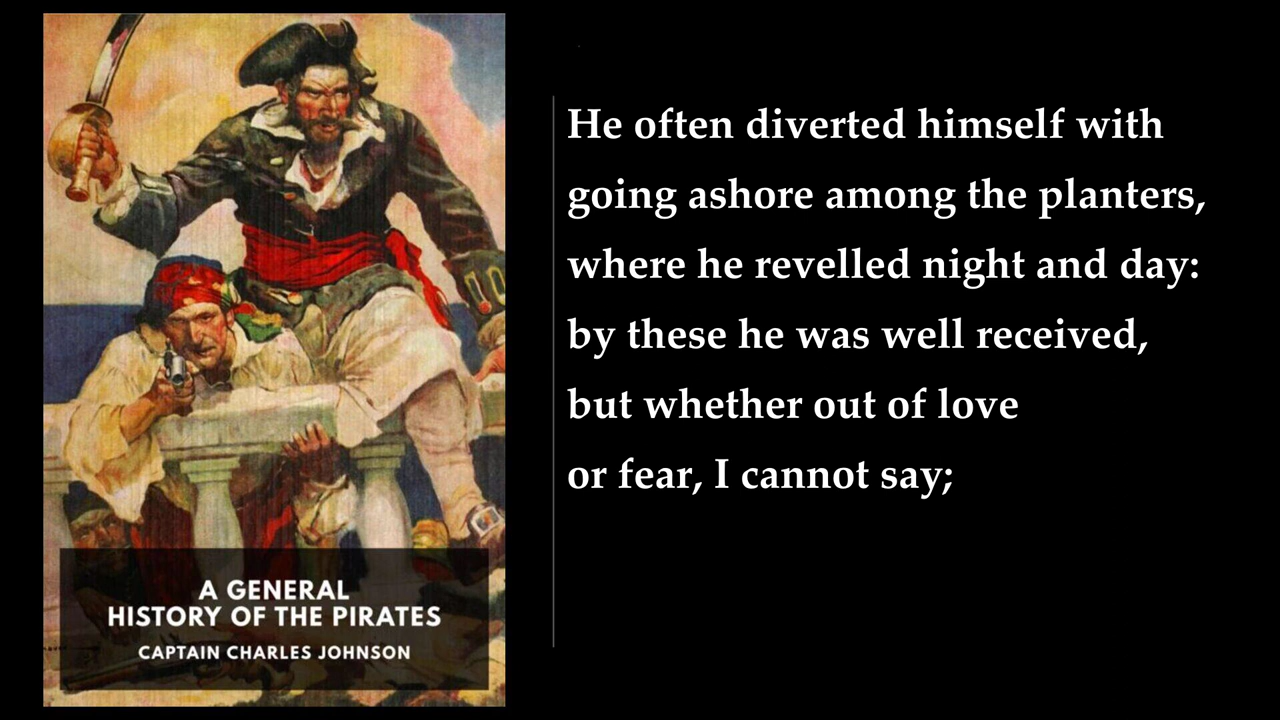 He often diverted himself with
going ashore among the planters,
where he revelled night and day:
by these he was well received,
but whether out of love
or fear, I cannot say;
A GENERAL
HISTORY OF THE PIRATES
CAPTAIN CHARLES JOHNSON